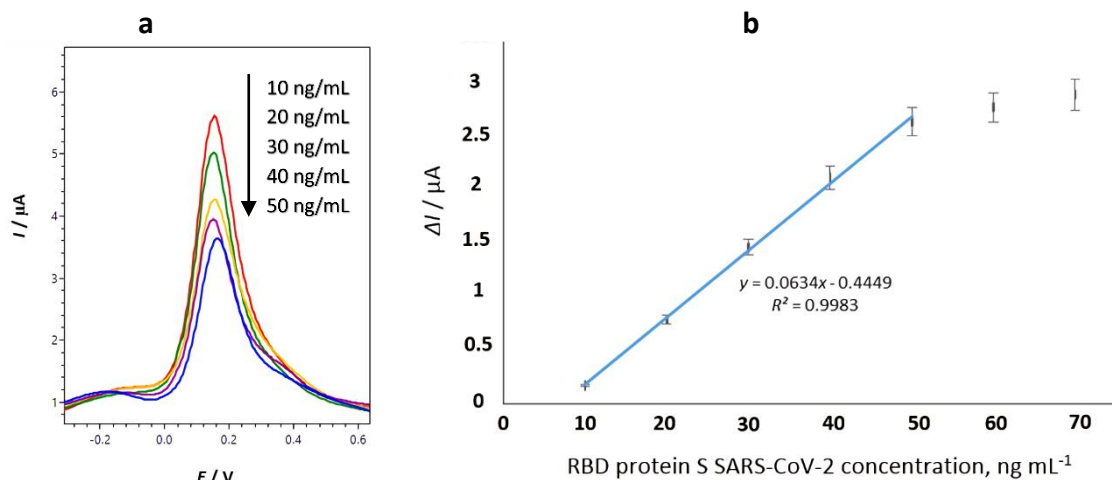 a
b
6
5
4
3
2
1
I / µA
10 ng/mL
20 ng/mL
30 ng/mL
40 ng/mL
50 ng/mL
-0.2
0.0
0.2
0.4
0.6
E / V
3
2.5
2
1.5
1
0.5
0
ΔI / µA
y = 0.0634x - 0.4449
R² = 0.9983
0
10
20
30
40
50
60
70
RBD protein S SARS-CoV-2 concentration, ng mL⁻¹